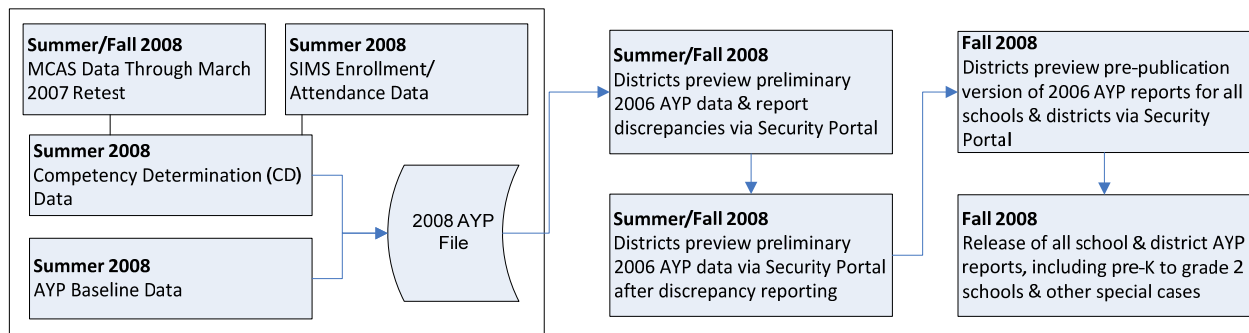 Summer/Fall 2008
MCAS Data Through March
2007 Retest
Summer 2008
SIMS Enrollment/
Attendance Data
Summer 2008
Competency Determination (CD)
Data
Summer 2008
AYP Baseline Data
2008 AYP
File
Summer/Fall 2008
Districts preview preliminary
2006 AYP data & report
discrepancies via Security Portal
Summer/Fall 2008
Districts preview preliminary
2006 AYP data via Security Portal
after discrepancy reporting
Fall 2008
Districts preview pre-publication
version of 2006 AYP reports for all
schools & districts via Security
Portal
Fall 2008
Release of all school & district AYP
reports, including pre-K to grade 2
schools & other special cases